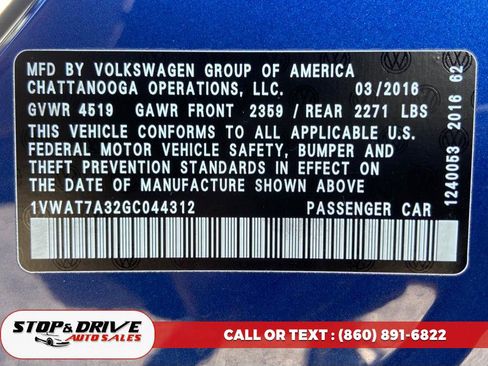 MFD BY VOLKSWAGEN GROUP OF AMERICA
CHATTANOOGA OPERATIONS, LLC. 03/2016
GVWR 4519 GAWR FRONT 2359 / REAR 2271 LBS
THIS VEHICLE CONFORMS TO ALL APPLICABLE U.S.
FEDERAL MOTOR VEHICLE SAFETY, BUMPER AND
THEFT PREVENTION STANDARDS IN EFFECT ON
THE DATE OF MANUFACTURE SHOWN ABOVE
1VWAT7A32GC044312 PASSENGER CAR
1240053 2016 62
STOP & DRIVE
AUTO SALES
CALL OR TEXT : (860) 891-6822